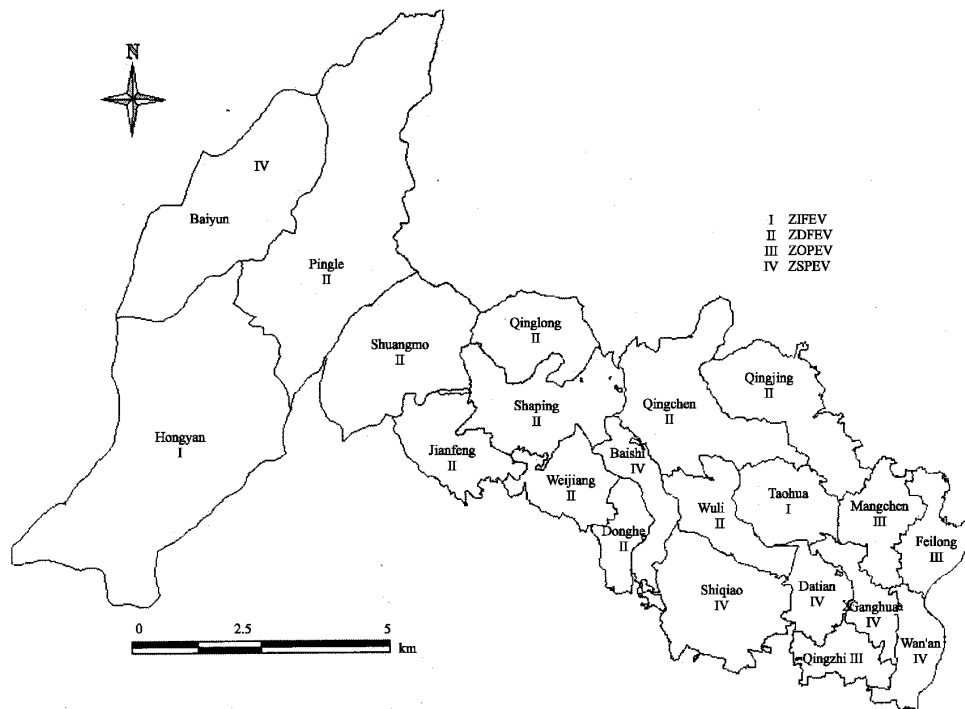 N
IV
Baiyun
Pingle
II
I ZIFEV
II ZDFEV
III ZOPEV
IV ZSPEV
Qinglong
II
Shuangmo
II
Qingjing
II
Shaping
II
Qingchen
II
Hongyan
I
Jianfeng
II
Baishi
IV
Weijiang
II
Taohua
I
Wuli
II
Mangchen
III
Donghe
II
Feilong
III
Shiqiao
IV
Datian
IV
Ganghua
IV
Wan'an
IV
Qingzhi III
0 2.5 5
km